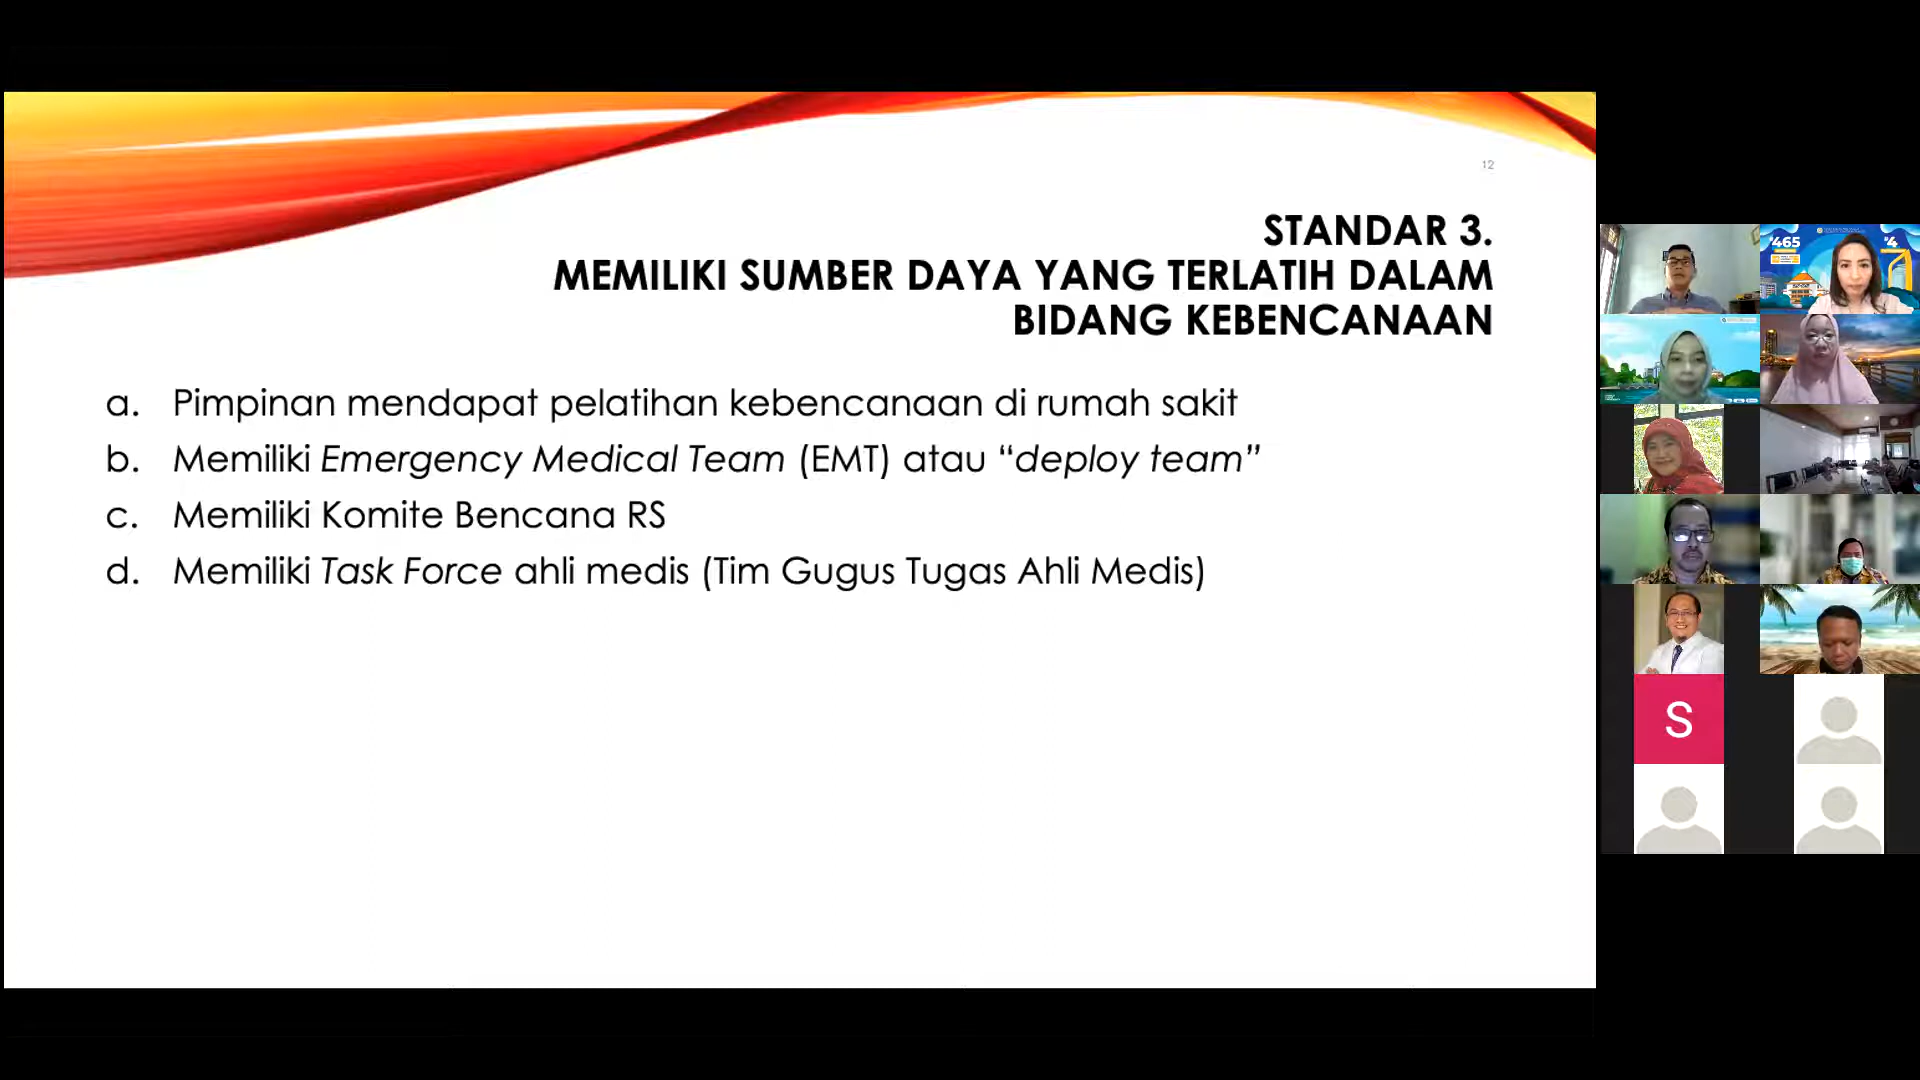 12
STANDAR 3.
MEMILIKI SUMBER DAYA YANG TERLATIH DALAM
BIDANG KEBENCANAAN
a. Pimpinan mendapat pelatihan kebencanaan di rumah sakit
b. Memiliki Emergency Medical Team (EMT) atau “deploy team”
c. Memiliki Komite Bencana RS
d. Memiliki Task Force ahli medis (Tim Gugus Tugas Ahli Medis)
#465
#4
S